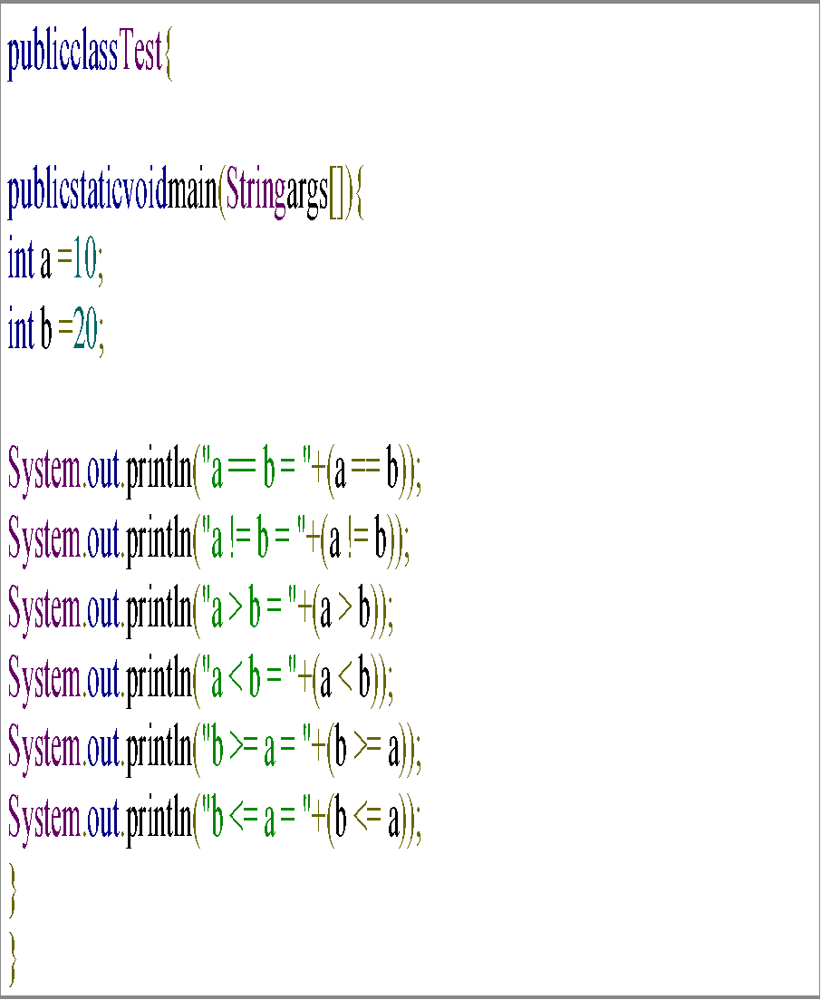 publicclassTest{
publicstaticvoidmain(Stringargs[]){
int a =10;
int b =20;
System.out.println("a == b = "+(a == b));
System.out.println("a != b = "+(a != b));
System.out.println("a > b = "+(a > b));
System.out.println("a < b = "+(a < b));
System.out.println("b >= a = "+(b >= a));
System.out.println("b <= a = "+(b <= a));
}
}